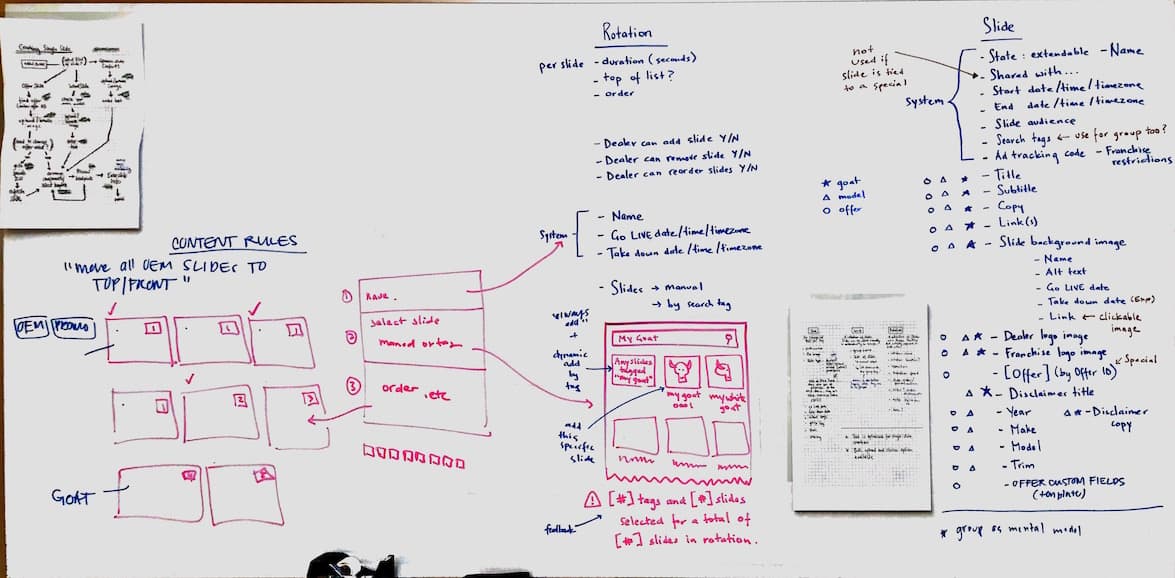 Creating Single Slide
CONTENT RULES
"move all OEM SLIDES TO
TOP/FRONT"
OEM
PROMO
GOAT
1
Name.
2
select slide
manual or tag
3
order .etc
Rotation
per slide - duration (seconds)
- top of list?
- order
- Dealer can add slide Y/N
- Dealer can remove slide Y/N
- Dealer can reorder slides Y/N
System
- Name
- Go LIVE date/time/timezone
- Take down date/time/timezone
- Slides → manual
→ by search tag
"always
add"
+
dynamic
add
by
tag
add
this
specific
slide
My Goat
Any slides
tagged
"my goat"
my goat
my white
goat
feedback
[#] tags and [#] slides
selected for a total of
[#] slides in rotation.
Slide
not
used if
slide is tied
to a special
System
- State : extendable - Name
- Shared with...
- Start date/time/timezone
- End date/time/timezone
- Slide audience
- Search tags ← use for group too?
- Ad tracking code - Franchise
restrictions
★ goat
△ model
○ offer
○ △ ★ - Title
○ △ ★ - Subtitle
○ △ ★ - Copy
○ △ ★ - Link(s)
○ △ ★ - Slide background image
- Name
- Alt text
- Go LIVE date
- Take down date (Exp)
- Link ← clickable
image
○ △ ★ - Dealer logo image
○ △ ★ - Franchise logo image
○ - [Offer] (by Offer ID) Special
△ ★ - Disclaimer title
○ △ - Year △ ★ - Disclaimer
copy
○ △ - Make
○ △ - Model
○ △ - Trim
○ - OFFER CUSTOM FIELDS
(template)
* group as mental model